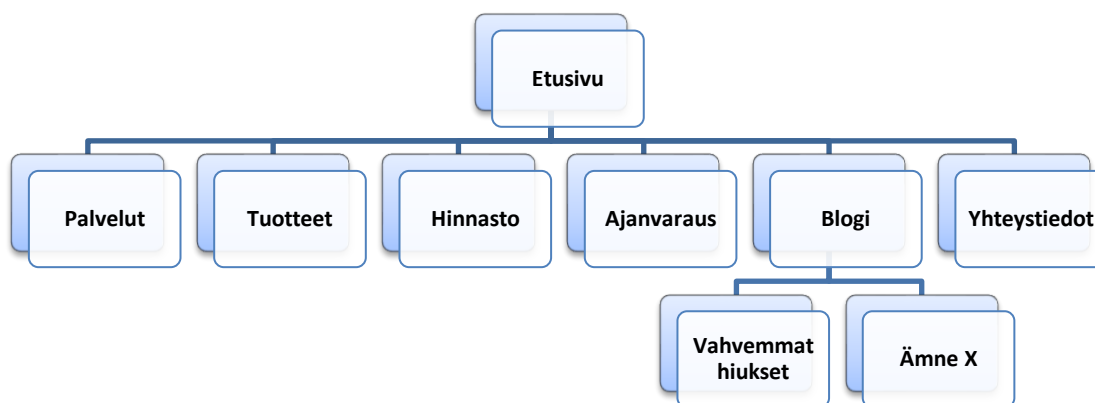 Etusivu
Palvelut
Tuotteet
Hinnasto
Ajanvaraus
Blogi
Yhteystiedot
Vahvemmat
hiukset
Ämne X